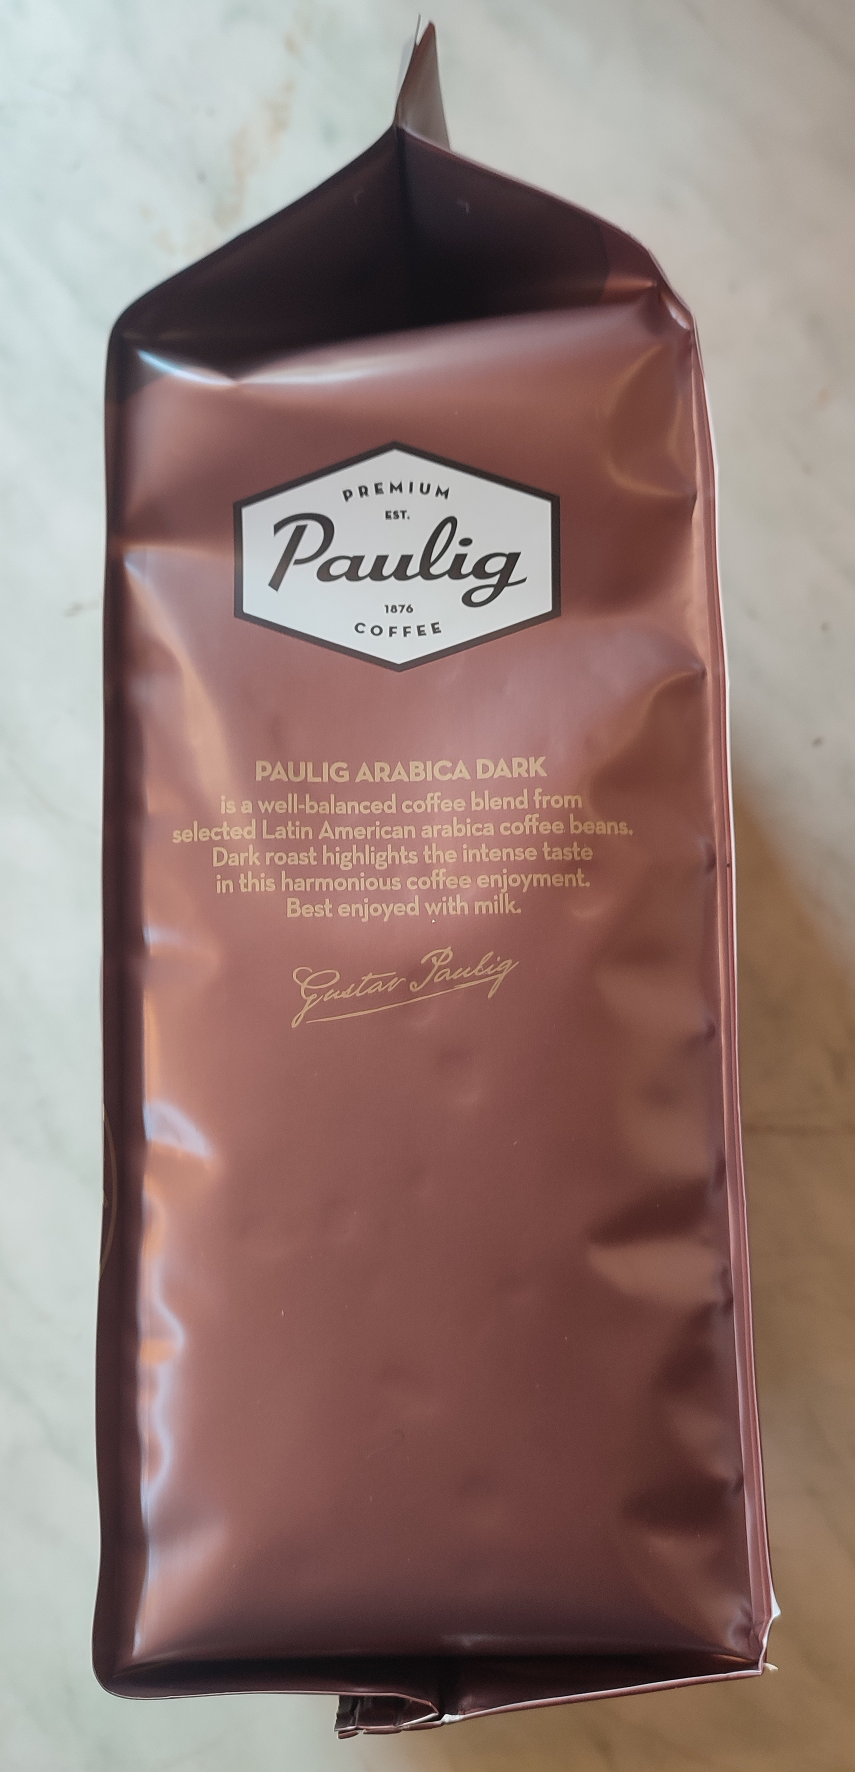 PREMIUM
EST.
Paulig
1876
COFFEE
PAULIG ARABICA DARK
is a well-balanced coffee blend from
selected Latin American arabica coffee beans.
Dark roast highlights the intense taste
in this harmonious coffee enjoyment.
Best enjoyed with milk.
Gustav Paulig